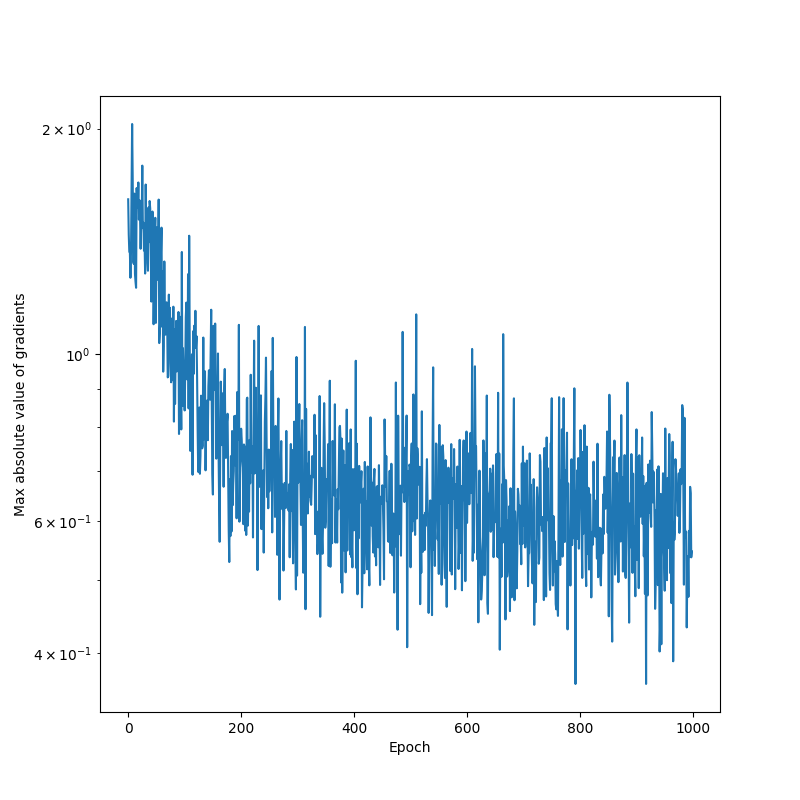 Max absolute value of gradients
2 × 10⁰
10⁰
6 × 10⁻¹
4 × 10⁻¹
0 200 400 600 800 1000
Epoch